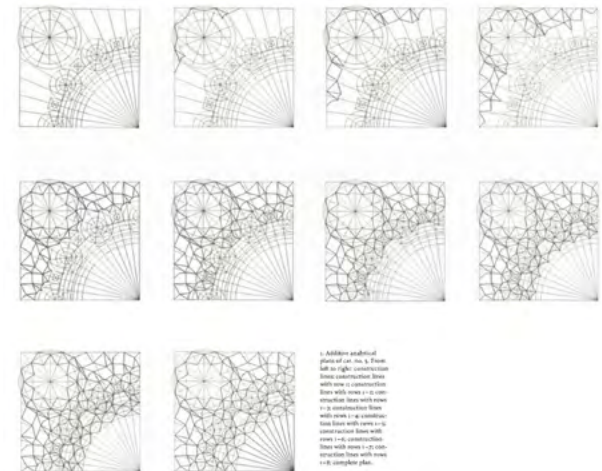 1. Additive analytical
plans of cat. no. 5. From
left to right: construction
lines; construction lines
with row 1; construction
lines with rows 1–2; con-
struction lines with rows
1–3; construction lines
with rows 1–4; construc-
tion lines with rows 1–5;
construction lines with
rows 1–6; construction
lines with rows 1–7; con-
struction lines with rows
1–8; complete plan.